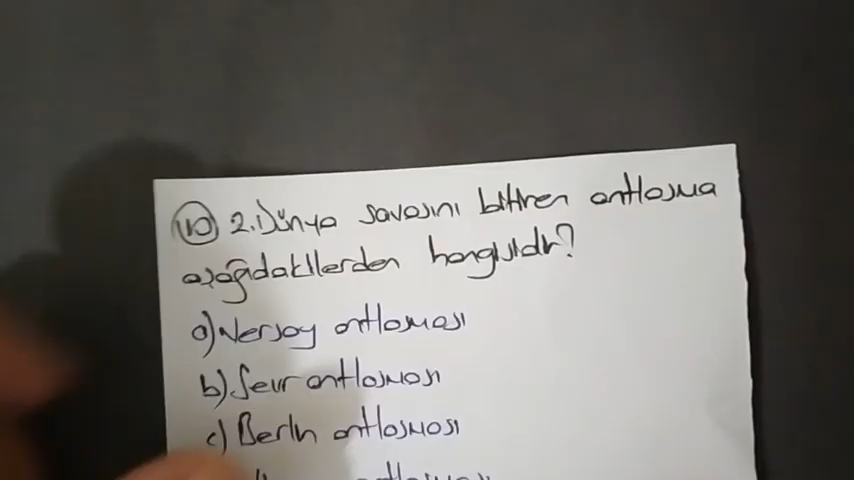 10 2.Dünya savaşını bitiren antlaşma
aşağıdakilerden hangisidir?
a) Versay antlaşması
b) Sevr antlaşması
c) Berlin antlaşması